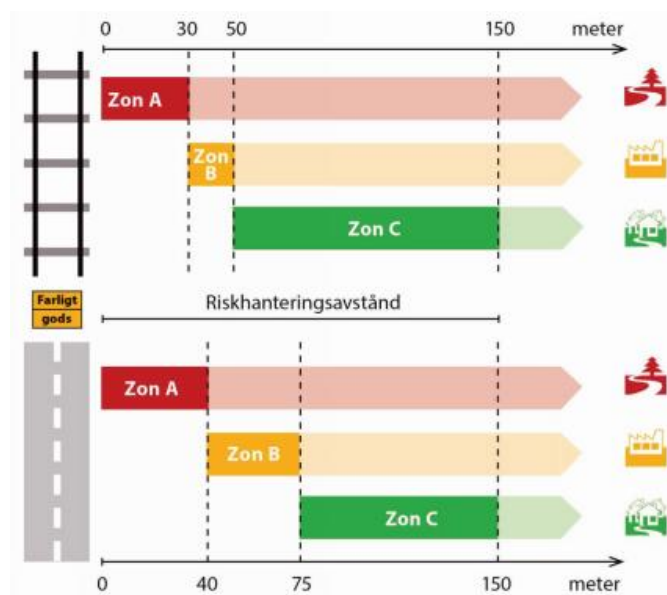 0 30 50 150 meter
Zon A
Zon
B
Zon C
Farligt
gods
Riskhanteringsavstånd
Zon A
Zon B
Zon C
0 40 75 150 meter